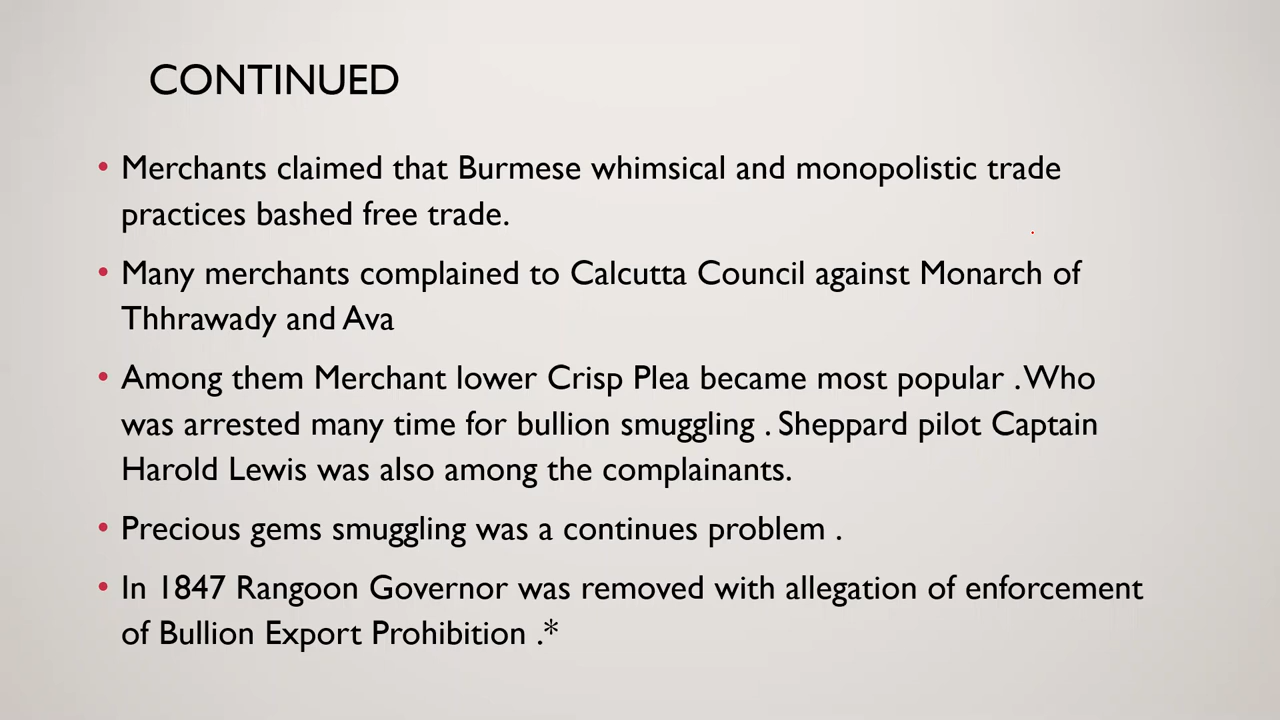 CONTINUED
• Merchants claimed that Burmese whimsical and monopolistic trade
practices bashed free trade.
• Many merchants complained to Calcutta Council against Monarch of
Thhrawady and Ava
• Among them Merchant lower Crisp Plea became most popular . Who
was arrested many time for bullion smuggling . Sheppard pilot Captain
Harold Lewis was also among the complainants.
• Precious gems smuggling was a continues problem .
• In 1847 Rangoon Governor was removed with allegation of enforcement
of Bullion Export Prohibition .*